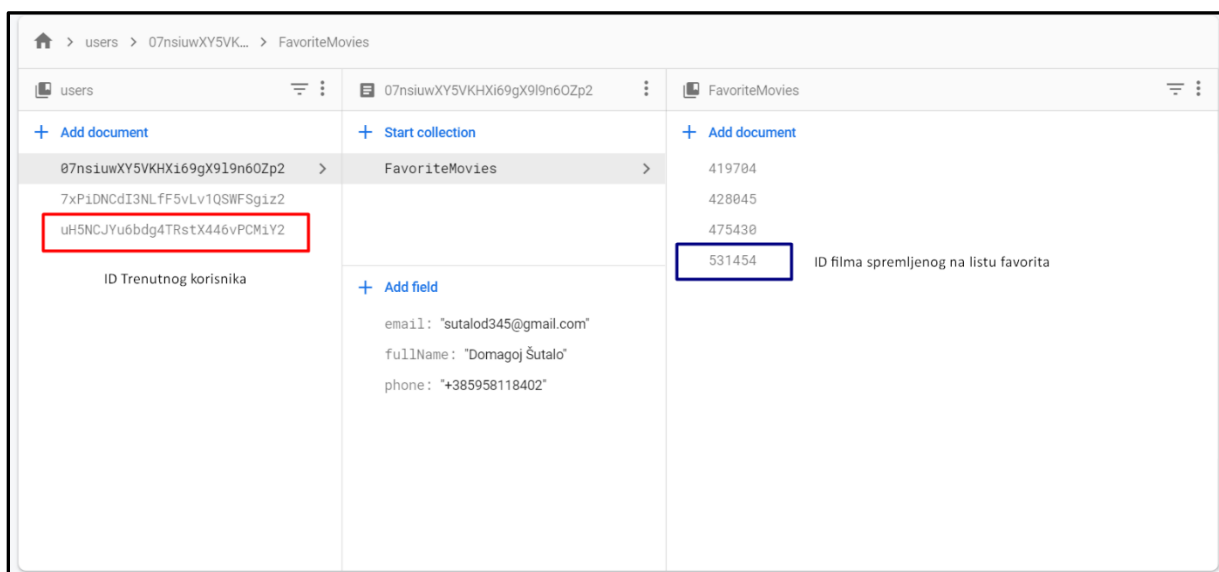 users > 07nsiuwXY5VK... > FavoriteMovies
users
07nsiuwXY5VKHXi69gX9l9n6OZp2
FavoriteMovies
+ Add document
+ Start collection
+ Add document
07nsiuwXY5VKHXi69gX9l9n6OZp2
7xPiDNCdI3NLfF5vLv1QSWFSgiz2
uH5NCJYu6bdg4TRstX446vPCMiY2
ID Trenutnog korisnika
FavoriteMovies
+ Add field
email: "sutalod345@gmail.com"
fullName: "Domagoj Šutalo"
phone: "+385958118402"
419704
428045
475430
531454
ID filma spremljenog na listu favorita